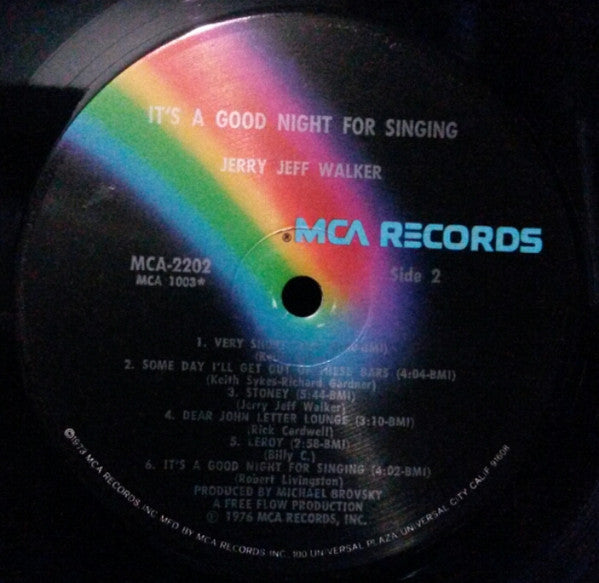 IT'S A GOOD NIGHT FOR SINGING
JERRY JEFF WALKER
®MCA RECORDS
MCA-2202
MCA 1003*
Side 2
1. VERY
2. SOME DAY I'LL GET OUT OF THESE BARS (4:04-BMI)
(Keith Sykes-Richard Gardner)
3. STONEY (5:44-BMI)
(Jerry Jeff Walker)
4. DEAR JOHN LETTER LOUNGE (3:10-BMI)
(Rick Cardwell)
5. LEROY (2:58-BMI)
(Billy C.)
6. IT'S A GOOD NIGHT FOR SINGING (4:02-BMI)
(Robert Livingston)
PRODUCED BY MICHAEL BROVSKY
A FREE FLOW PRODUCTION
℗ 1976 MCA RECORDS, INC.
©1973 MCA RECORDS INC MFD BY MCA RECORDS INC. 100 UNIVERSAL PLAZA UNIVERSAL CITY, CALIF. 91608